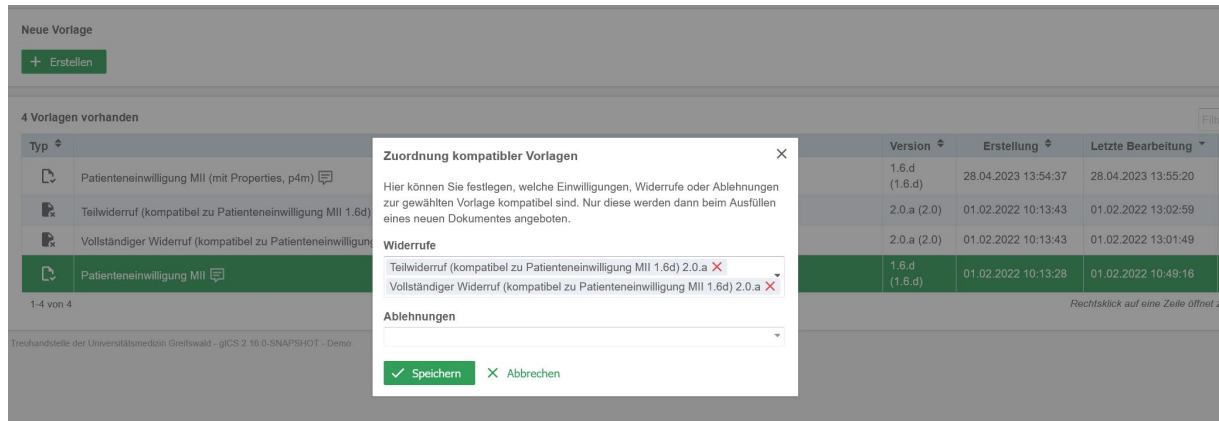 Neue Vorlage
+ Erstellen
4 Vorlagen vorhanden
Typ
Version
Erstellung
Letzte Bearbeitung
Patienteneinwilligung MII (mit Properties, p4m)
1.6.d
(1.6.d)
28.04.2023 13:54:37
28.04.2023 13:55:20
Teilwiderruf (kompatibel zu Patienteneinwilligung MII 1.6d)
2.0.a (2.0)
01.02.2022 10:13:43
01.02.2022 13:02:59
Vollständiger Widerruf (kompatibel zu Patienteneinwilligung
2.0.a (2.0)
01.02.2022 10:13:43
01.02.2022 13:01:49
Patienteneinwilligung MII
1.6.d
(1.6.d)
01.02.2022 10:13:28
01.02.2022 10:49:16
1-4 von 4
Rechtsklick auf eine Zeile öffnet
Treuhandstelle der Universitätsmedizin Greifswald - gICS 2.16.0-SNAPSHOT - Demo
Zuordnung kompatibler Vorlagen
Hier können Sie festlegen, welche Einwilligungen, Widerrufe oder Ablehnungen
zur gewählten Vorlage kompatibel sind. Nur diese werden dann beim Ausfüllen
eines neuen Dokumentes angeboten.
Widerrufe
Teilwiderruf (kompatibel zu Patienteneinwilligung MII 1.6d) 2.0.a
Vollständiger Widerruf (kompatibel zu Patienteneinwilligung MII 1.6d) 2.0.a
Ablehnungen
Speichern
Abbrechen